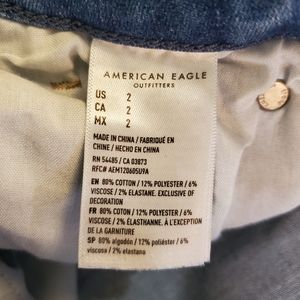 AMERICAN EAGLE
OUTFITTERS
US 2
CA 2
MX 2
MADE IN CHINA / FABRIQUÉ EN
CHINE / HECHO EN CHINA
RN 54485 / CA 03873
RFC# AEM120605U9A
EN 80% COTTON / 12% POLYESTER / 6%
VISCOSE / 2% ELASTANE. EXCLUSIVE OF
DECORATION
FR 80% COTON / 12% POLYESTER / 6%
VISCOSE / 2% ÉLASTHANNE. À L'EXCEPTION
DE LA GARNITURE
SP 80% algodón / 12% poliéster / 6%
viscosa / 2% elastano